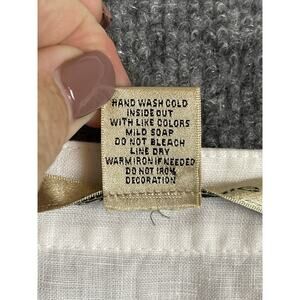 HAND WASH COLD
INSIDE OUT
WITH LIKE COLORS
MILD SOAP
DO NOT BLEACH
LINE DRY
WARM IRON IF NEEDED
DO NOT IRON
DECORATION